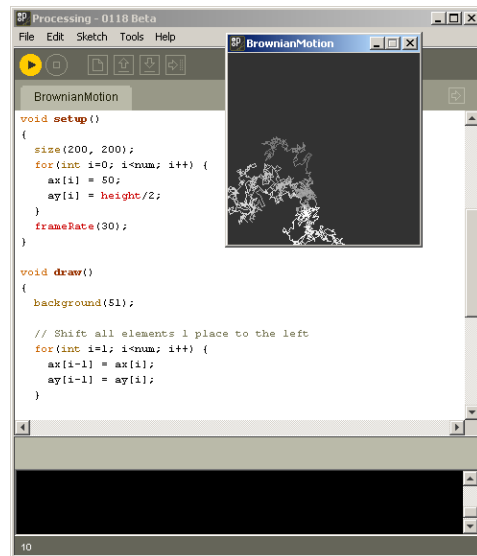 Processing - 0118 Beta
File Edit Sketch Tools Help
BrownianMotion
BrownianMotion
void setup()
{
  size(200, 200);
  for(int i=0; i<num; i++) {
    ax[i] = 50;
    ay[i] = height/2;
  }
  frameRate(30);
}
void draw()
{
  background(51);
  // Shift all elements 1 place to the left
  for(int i=1; i<num; i++) {
    ax[i-1] = ax[i];
    ay[i-1] = ay[i];
  }
10